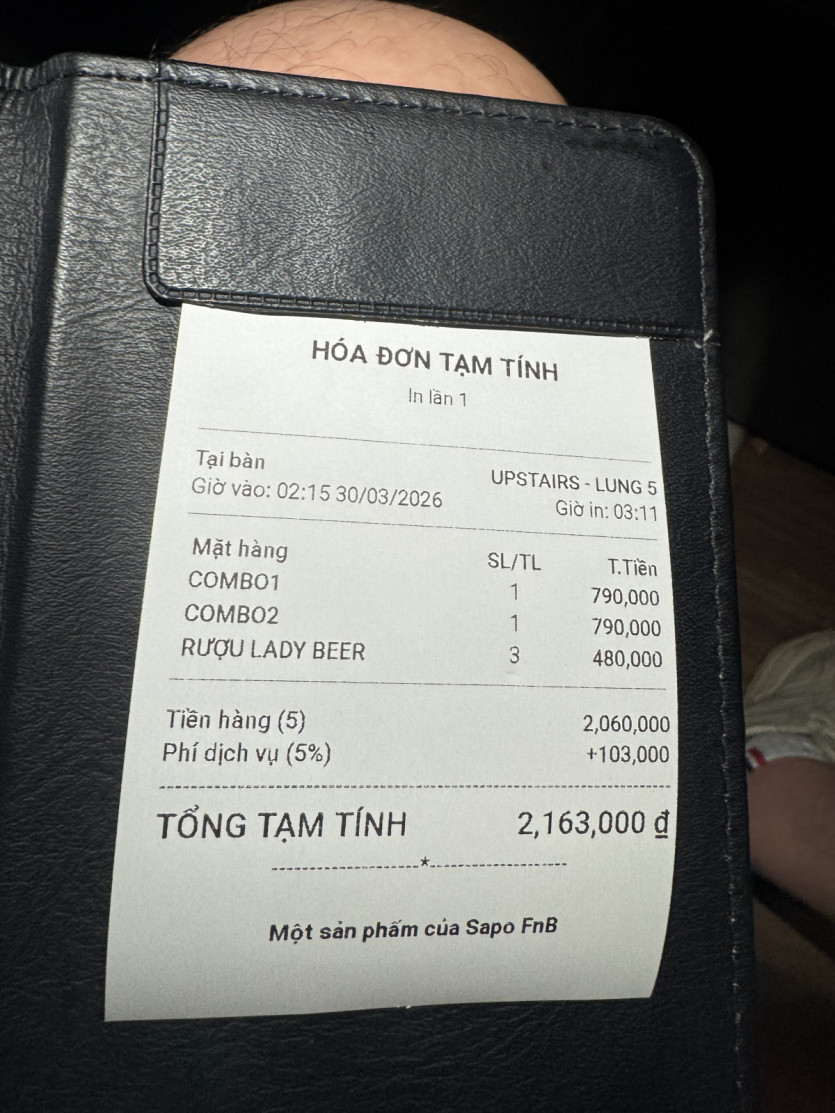 HÓA ĐƠN TẠM TÍNH
In lần 1
Tại bàn UPSTAIRS - LUNG 5
Giờ vào: 02:15 30/03/2026 Giờ in: 03:11
Mặt hàng SL/TL T.Tiền
COMBO1 1 790,000
COMBO2 1 790,000
RƯỢU LADY BEER 3 480,000
Tiền hàng (5) 2,060,000
Phí dịch vụ (5%) +103,000
TỔNG TẠM TÍNH 2,163,000 ₫
*
Một sản phẩm của Sapo FnB